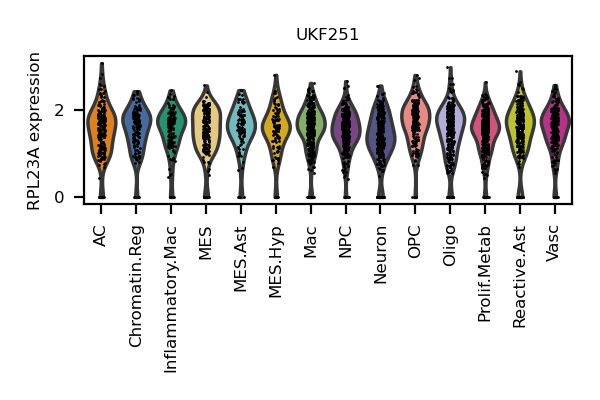 UKF251
RPL23A expression
2
0
AC
Chromatin.Reg
Inflammatory.Mac
MES
MES.Ast
MES.Hyp
Mac
NPC
Neuron
OPC
Oligo
Prolif.Metab
Reactive.Ast
Vasc